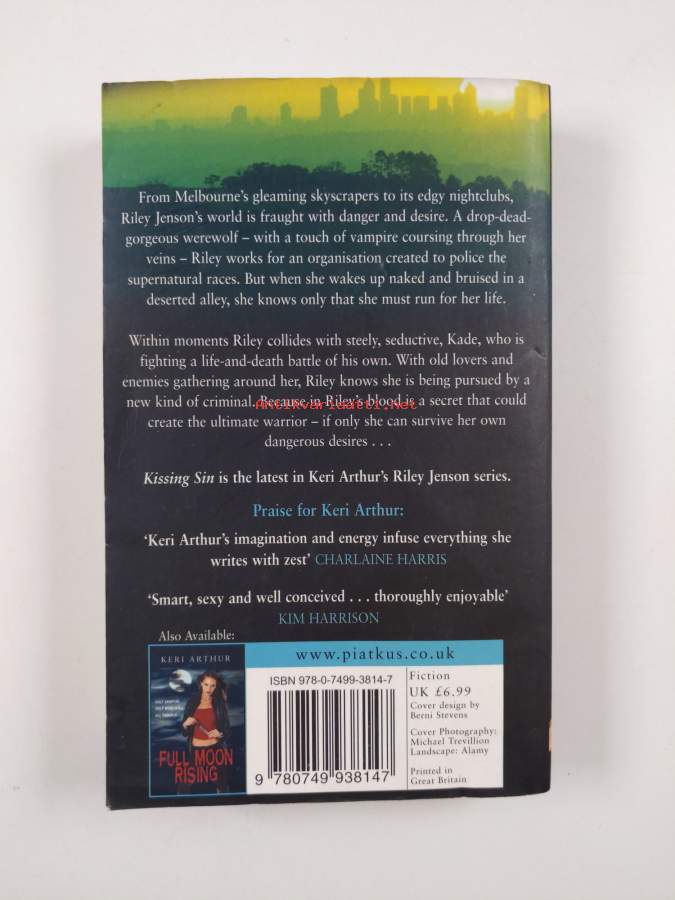 From Melbourne's gleaming skyscrapers to its edgy nightclubs,
Riley Jenson's world is fraught with danger and desire. A drop-dead-
gorgeous werewolf – with a touch of vampire coursing through her
veins – Riley works for an organisation created to police the
supernatural races. But when she wakes up naked and bruised in a
deserted alley, she knows only that she must run for her life.
Within moments Riley collides with steely, seductive, Kade, who is
fighting a life-and-death battle of his own. With old lovers and
enemies gathering around her, Riley knows she is being pursued by a
new kind of criminal. Because in Riley's blood is a secret that could
Antikvariaatti.net
create the ultimate warrior – if only she can survive her own
dangerous desires . . .
Kissing Sin is the latest in Keri Arthur's Riley Jenson series.
Praise for Keri Arthur:
'Keri Arthur's imagination and energy infuse everything she
writes with zest' CHARLAINE HARRIS
'Smart, sexy and well conceived . . . thoroughly enjoyable'
KIM HARRISON
Also Available:
KERI ARTHUR
FULL MOON
RISING
www.piatkus.co.uk
ISBN 978-0-7499-3814-7
9 780749 938147
Fiction
UK £6.99
Cover design by
Berni Stevens
Cover Photography:
Michael Trevillion
Landscape: Alamy
Printed in
Great Britain